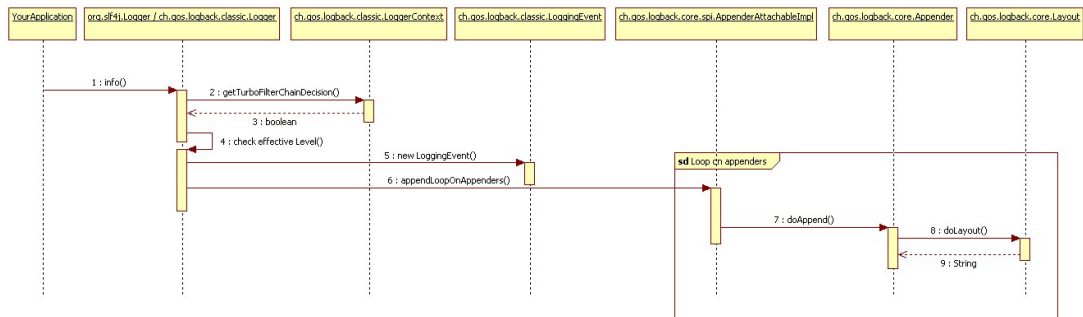 YourApplication
org.slf4j.Logger / ch.qos.logback.classic.Logger
ch.qos.logback.classic.LoggerContext
ch.qos.logback.classic.LoggingEvent
ch.qos.logback.core.spi.AppenderAttachableImpl
ch.qos.logback.core.Appender
ch.qos.logback.core.Layout
1 : info()
2 : getTurboFilterChainDecision()
3 : boolean
4 : check effective Level()
5 : new LoggingEvent()
sd Loop on appenders
6 : appendLoopOnAppenders()
7 : doAppend()
8 : doLayout()
9 : String